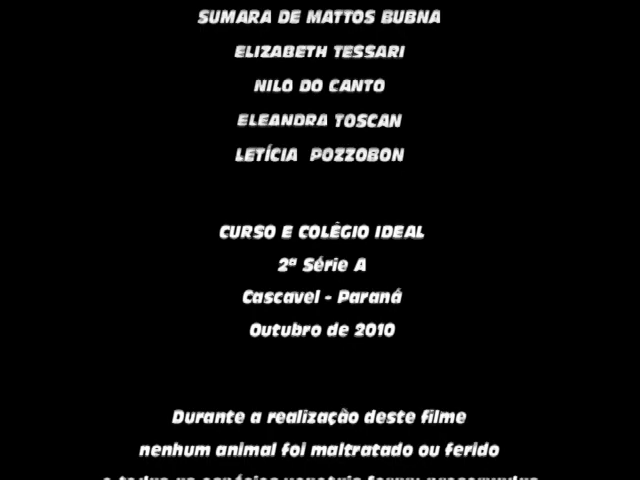 SUMARA DE MATTOS BUBNA
ELIZABETH TESSARI
NILO DO CANTO
ELEANDRA TOSCAN
LETÍCIA POZZOBON
CURSO E COLÉGIO IDEAL
2ª Série A
Cascavel - Paraná
Outubro de 2010
Durante a realização deste filme
nenhum animal foi maltratado ou ferido